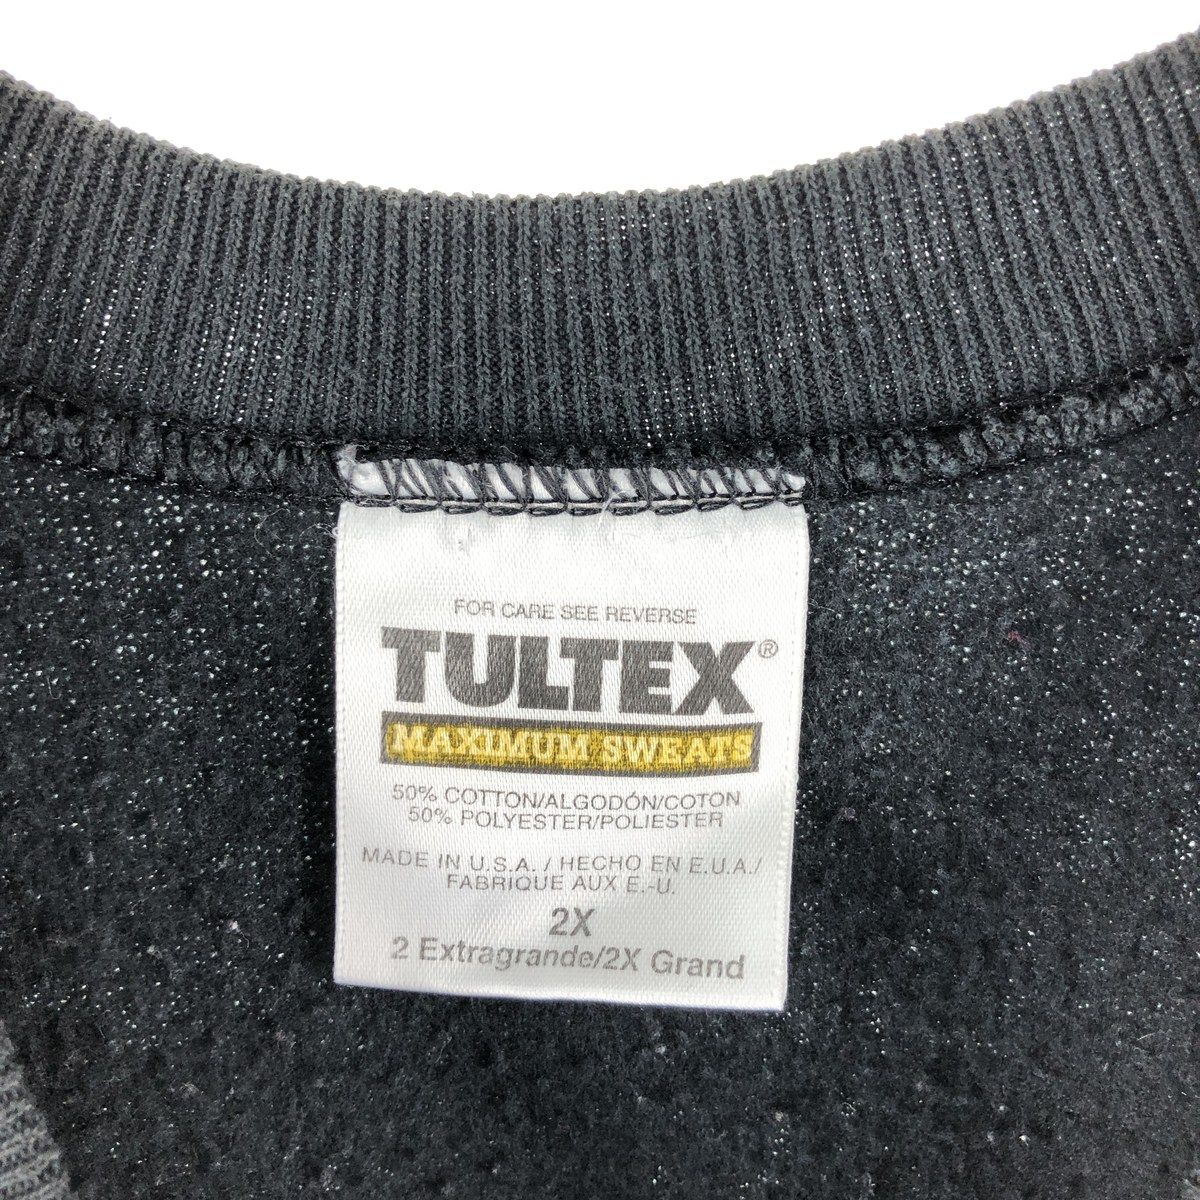 FOR CARE SEE REVERSE
TULTEX®
MAXIMUM SWEATS
50% COTTON/ALGODÓN/COTON
50% POLYESTER/POLIESTER
MADE IN U.S.A. / HECHO EN E.U.A./
FABRIQUE AUX E.-U.
2X
2 Extragrande/2X Grand